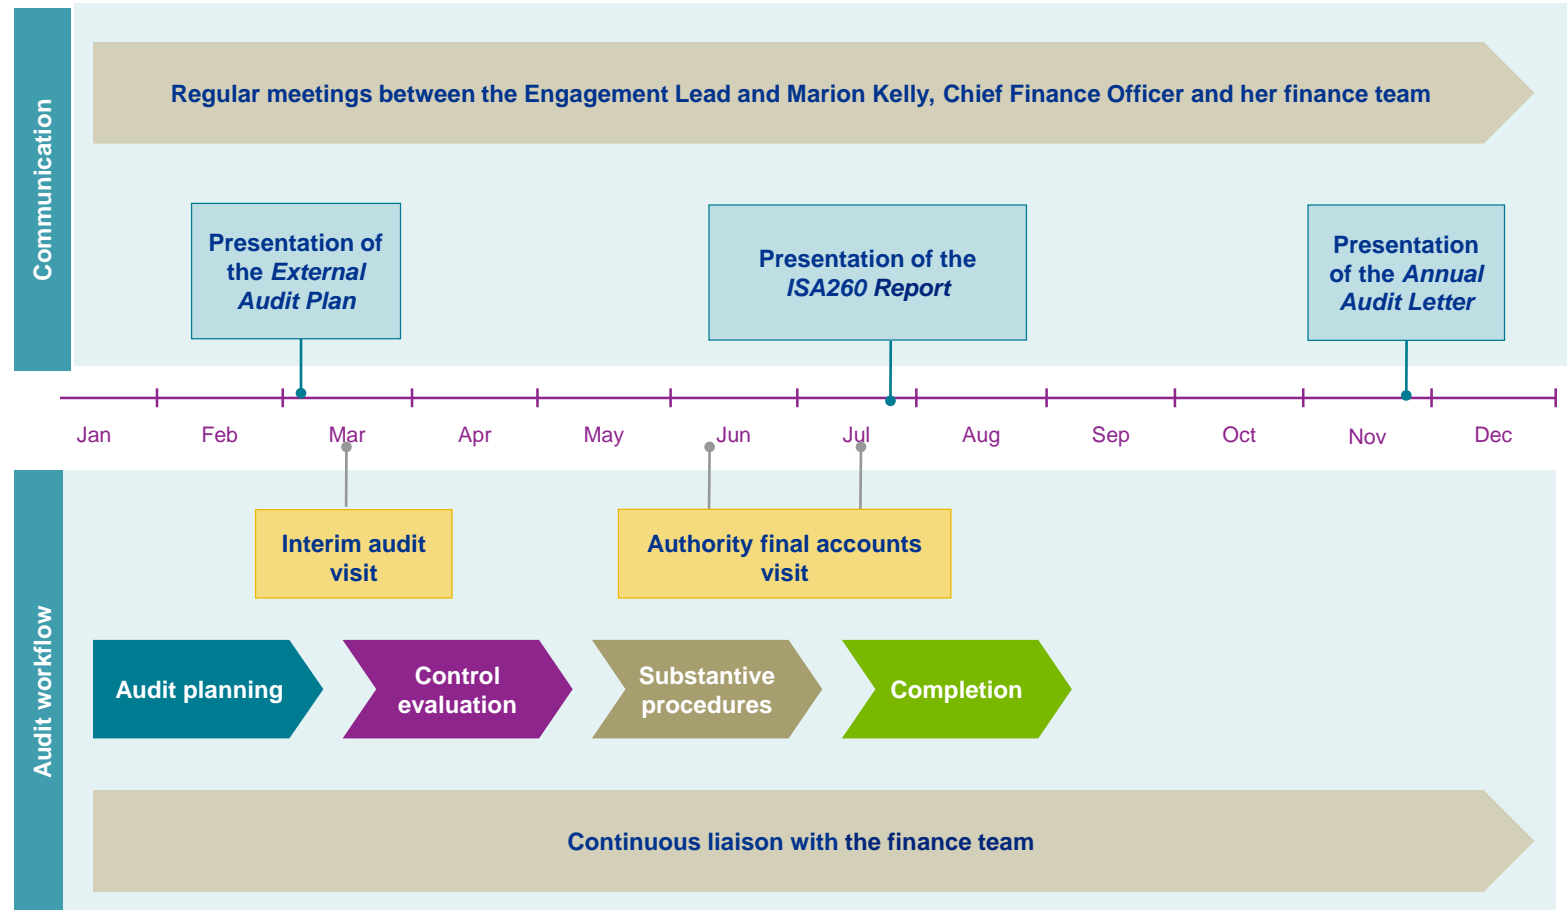 Communication
Regular meetings between the Engagement Lead and Marion Kelly, Chief Finance Officer and her finance team
Presentation of
the External
Audit Plan
Presentation of the
ISA260 Report
Presentation
of the Annual
Audit Letter
Jan Feb Mar Apr May Jun Jul Aug Sep Oct Nov Dec
Audit workflow
Interim audit
visit
Authority final accounts
visit
Audit planning
Control
evaluation
Substantive
procedures
Completion
Continuous liaison with the finance team